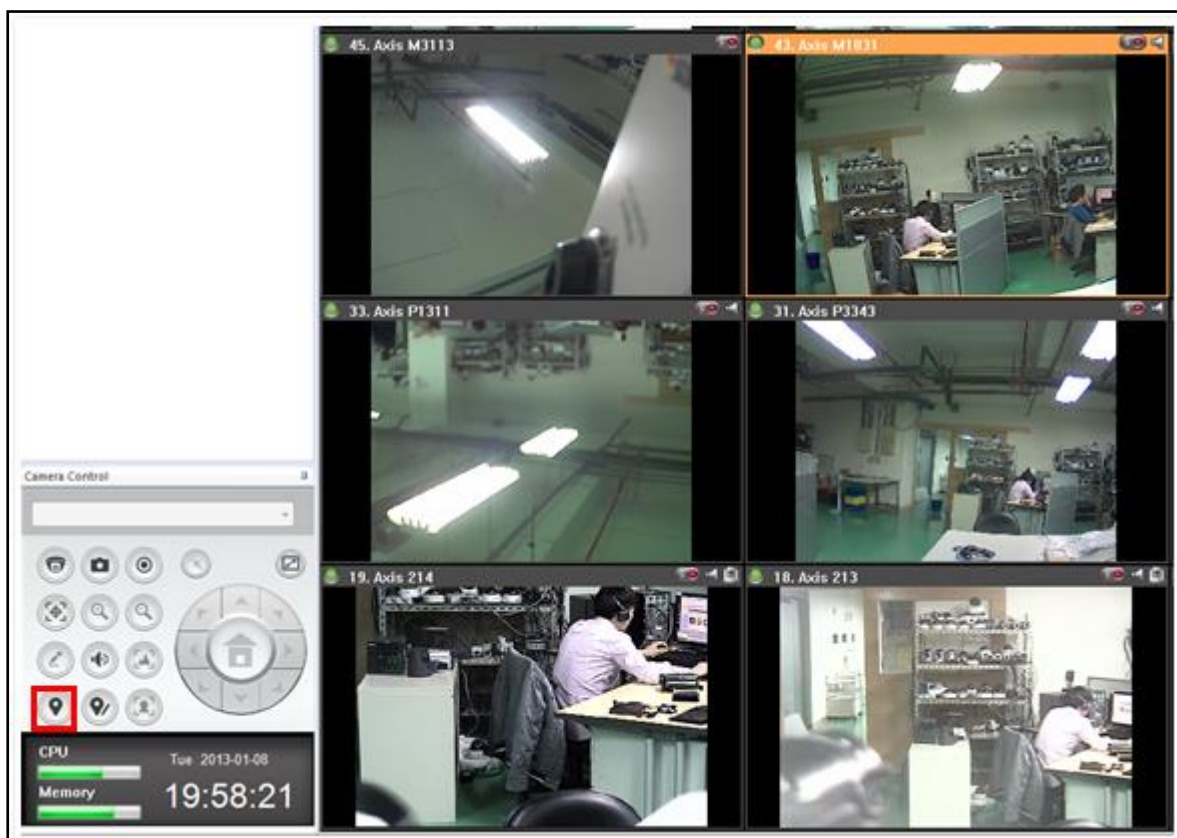 45. Axis M3113
43. Axis M1031
33. Axis P1311
31. Axis P3343
19. Axis 214
18. Axis 213
Camera Control
CPU
Tue 2013-01-08
Memory
19:58:21